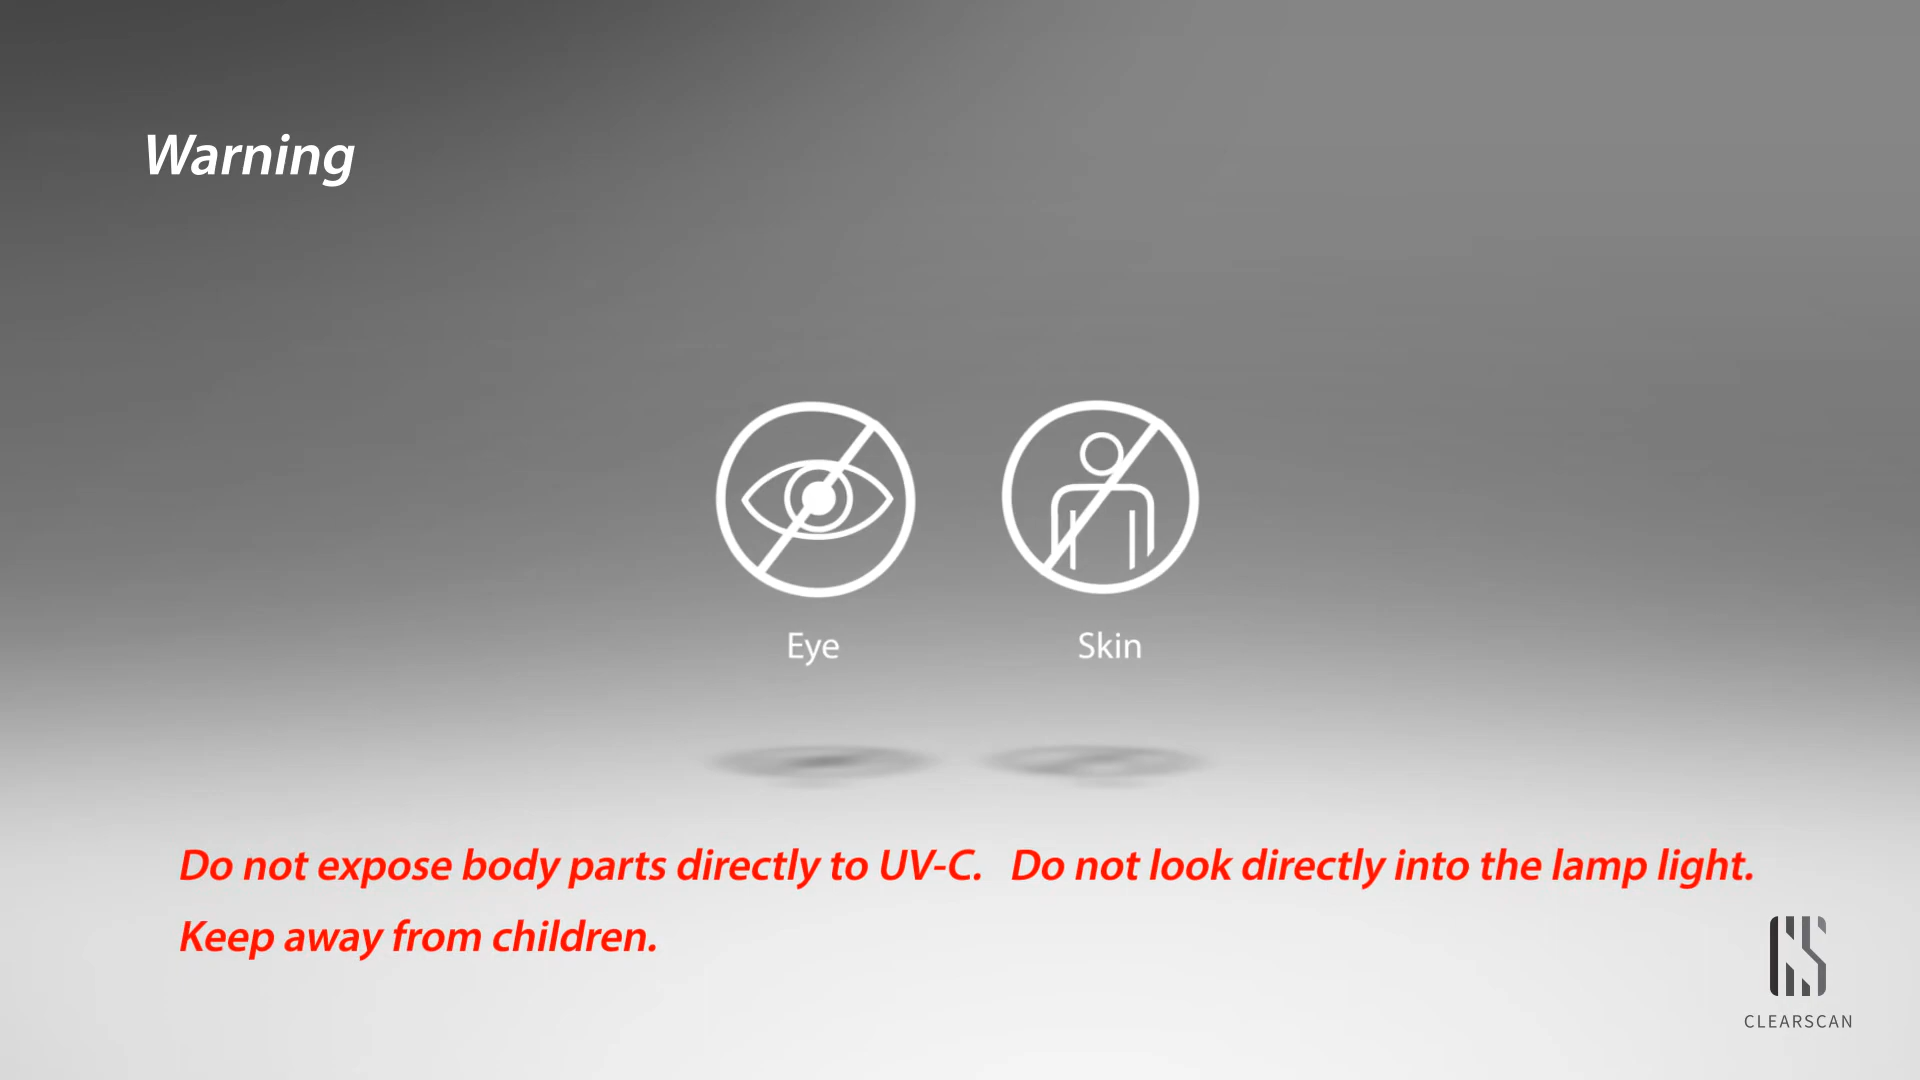 Warning
Eye
Skin
Do not expose body parts directly to UV-C. Do not look directly into the lamp light.
Keep away from children.
CLEARSCAN